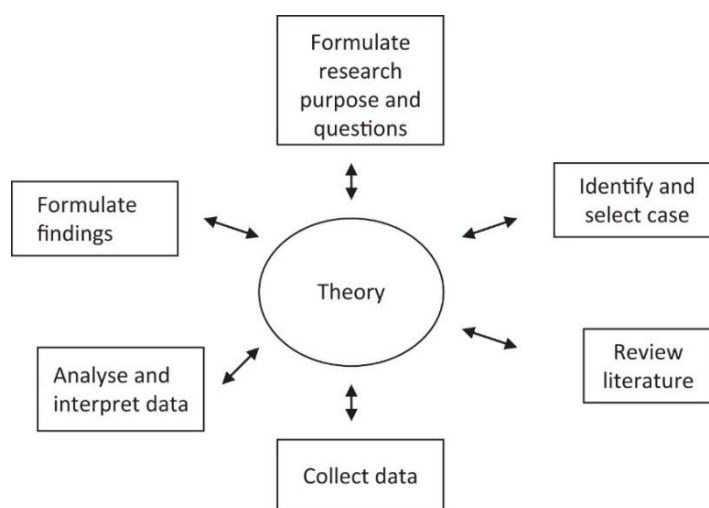 Formulate
research
purpose and
questions
Identify and
select case
Formulate
findings
Theory
Review
literature
Analyse and
interpret data
Collect data